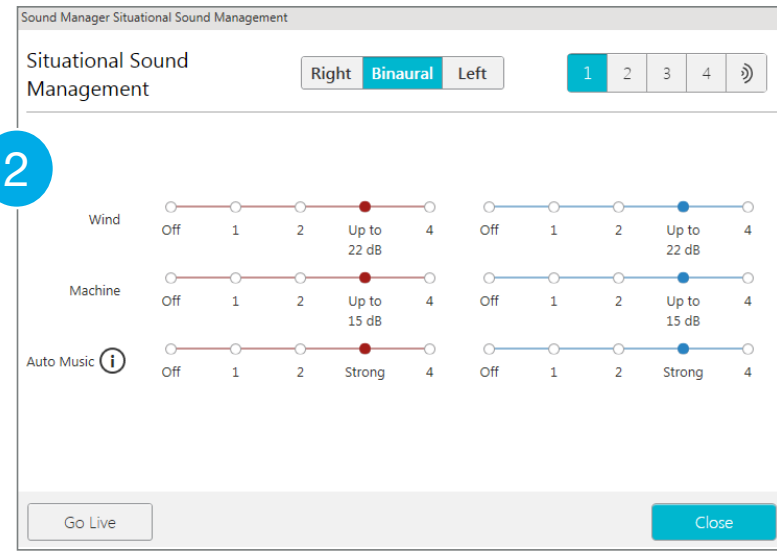 Sound Manager Situational Sound Management
Situational Sound
Management
Right Binaural Left
1 2 3 4
2
Wind
Off 1 2 Up to 4 Off 1 2 Up to 4
22 dB 22 dB
Machine
Off 1 2 Up to 4 Off 1 2 Up to 4
15 dB 15 dB
Auto Music i
Off 1 2 Strong 4 Off 1 2 Strong 4
Go Live Close